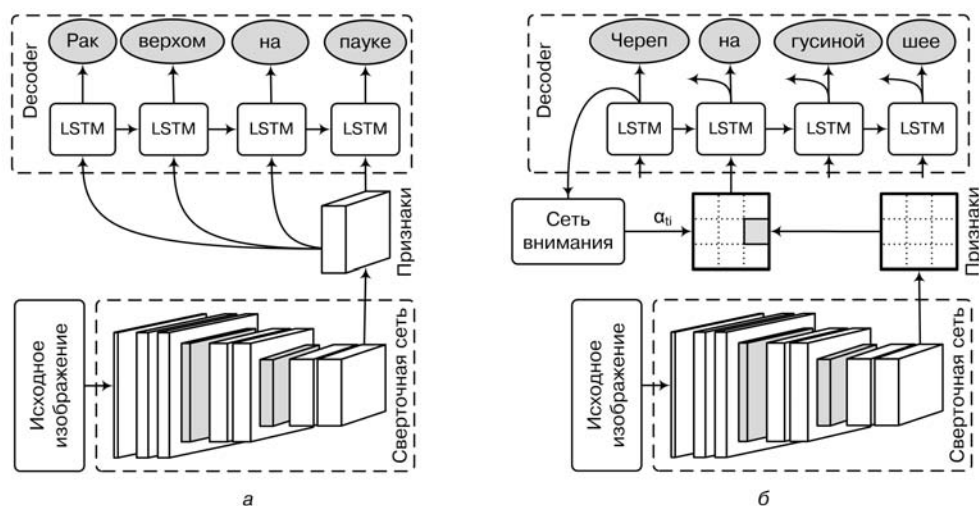 Decoder
Рак
верхом
на
пауке
LSTM
LSTM
LSTM
LSTM
Признаки
Исходное
изображение
Сверточная сеть
а
Decoder
Череп
на
гусиной
шее
LSTM
LSTM
LSTM
LSTM
Сеть
внимания
αti
Признаки
Исходное
изображение
Сверточная сеть
б